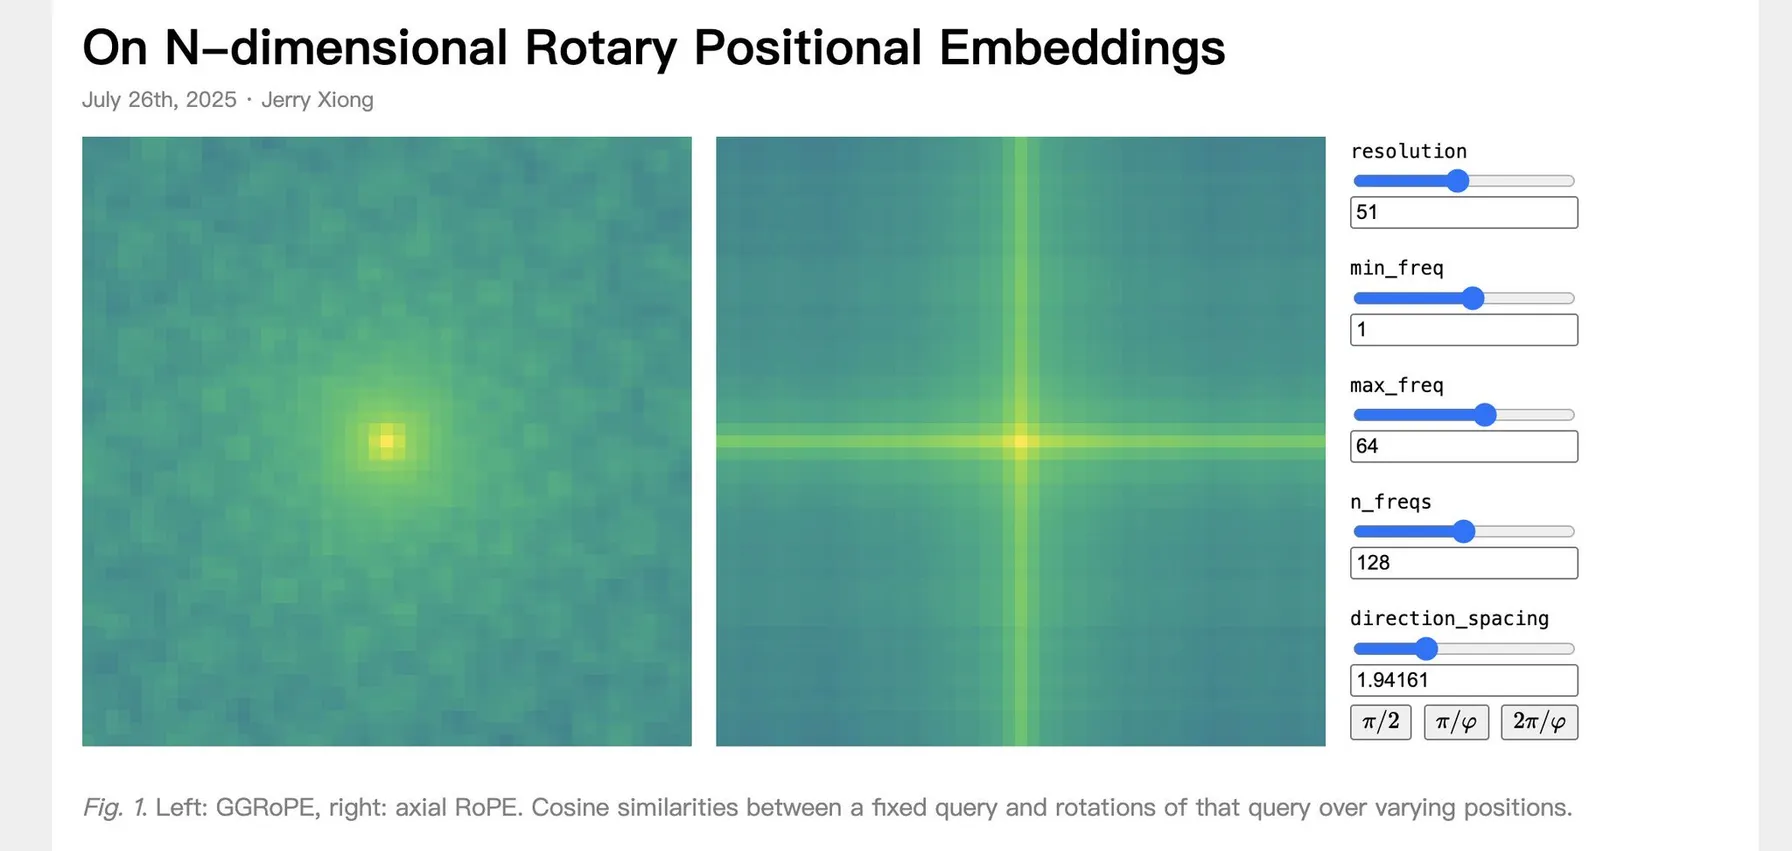 On N-dimensional Rotary Positional Embeddings
July 26th, 2025 · Jerry Xiong
resolution
51
min_freq
1
max_freq
64
n_freqs
128
direction_spacing
1.94161
π/2 π/φ 2π/φ
Fig. 1. Left: GGRoPE, right: axial RoPE. Cosine similarities between a fixed query and rotations of that query over varying positions.